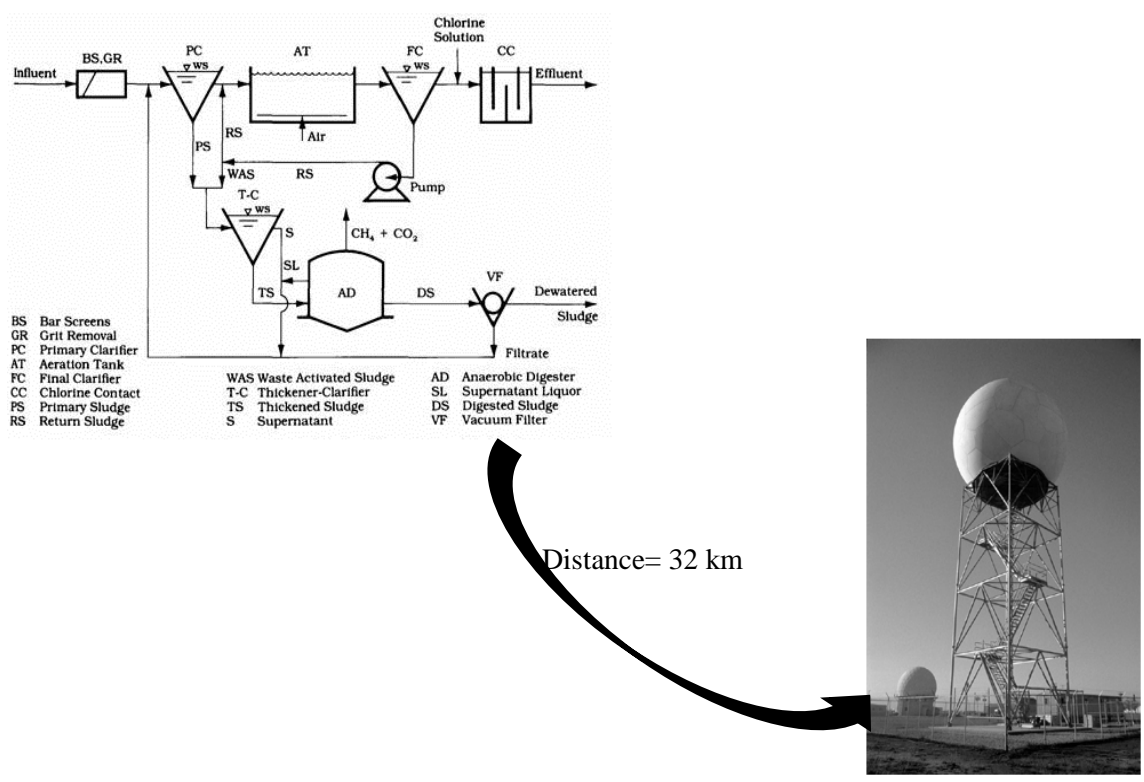 Chlorine
Solution
BS,GR
PC
WS
AT
FC
WS
CC
Influent
Effluent
Air
PS
RS
WAS
RS
Pump
T-C
WS
S
CH₄ + CO₂
SL
TS
AD
DS
VF
Dewatered
Sludge
Filtrate
BS Bar Screens
GR Grit Removal
PC Primary Clarifier
AT Aeration Tank
FC Final Clarifier
CC Chlorine Contact
PS Primary Sludge
RS Return Sludge
WAS Waste Activated Sludge
T-C Thickener-Clarifier
TS Thickened Sludge
S Supernatant
AD Anaerobic Digester
SL Supernatant Liquor
DS Digested Sludge
VF Vacuum Filter
Distance= 32 km